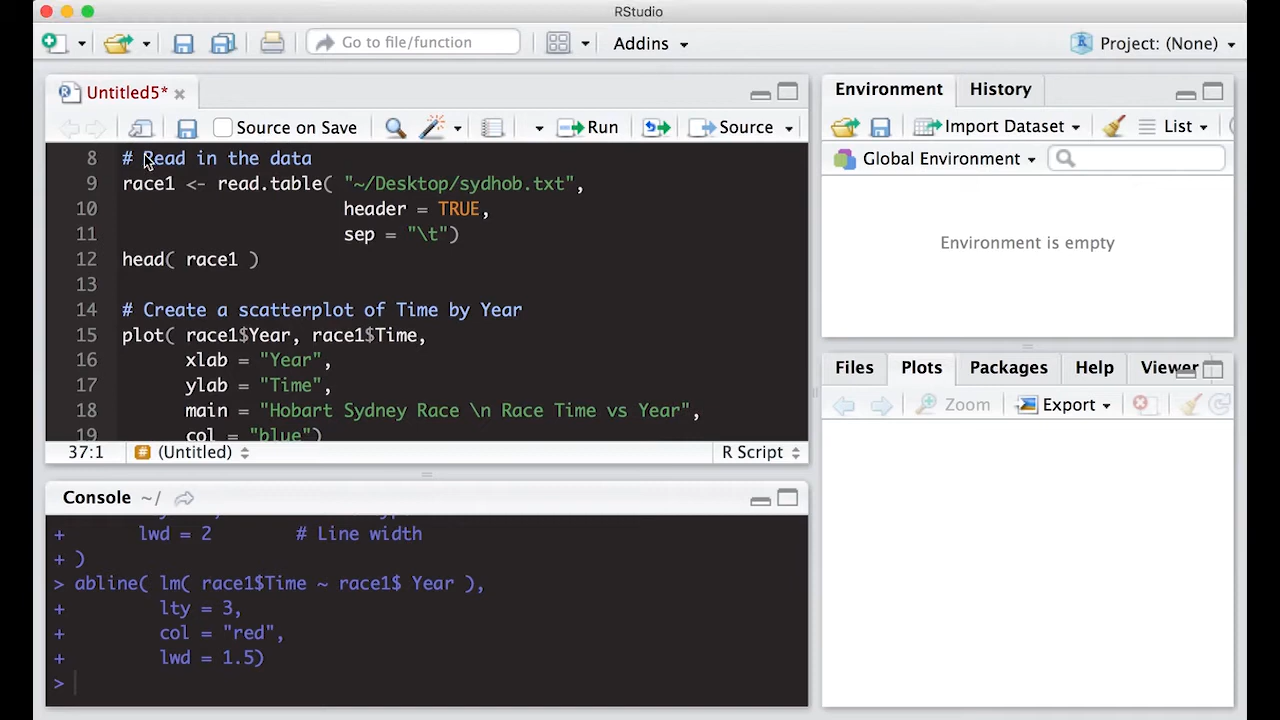 RStudio
Go to file/function
Addins
Project: (None)
Untitled5*
Source on Save
Run
Source
8 # Read in the data
9 race1 <- read.table( "~/Desktop/sydhob.txt",
10 header = TRUE,
11 sep = "\t")
12 head( race1 )
13
14 # Create a scatterplot of Time by Year
15 plot( race1$Year, race1$Time,
16 xlab = "Year",
17 ylab = "Time",
18 main = "Hobart Sydney Race \n Race Time vs Year",
19 col = "blue")
37:1 (Untitled) R Script
Console ~/
+ lwd = 2 # Line width
+ )
> abline( lm( race1$Time ~ race1$ Year ),
+ lty = 3,
+ col = "red",
+ lwd = 1.5)
>
Environment History
Import Dataset List
Global Environment
Environment is empty
Files Plots Packages Help Viewer
Zoom Export